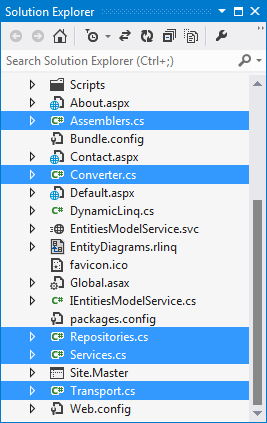 Solution Explorer
Search Solution Explorer (Ctrl+;)
Scripts
About.aspx
C# Assemblers.cs
Bundle.config
Contact.aspx
C# Converter.cs
Default.aspx
C# DynamicLinq.cs
EntitiesModelService.svc
EntityDiagrams.rlinq
favicon.ico
Global.asax
C# IEntitiesModelService.cs
packages.config
C# Repositories.cs
C# Services.cs
Site.Master
C# Transport.cs
Web.config